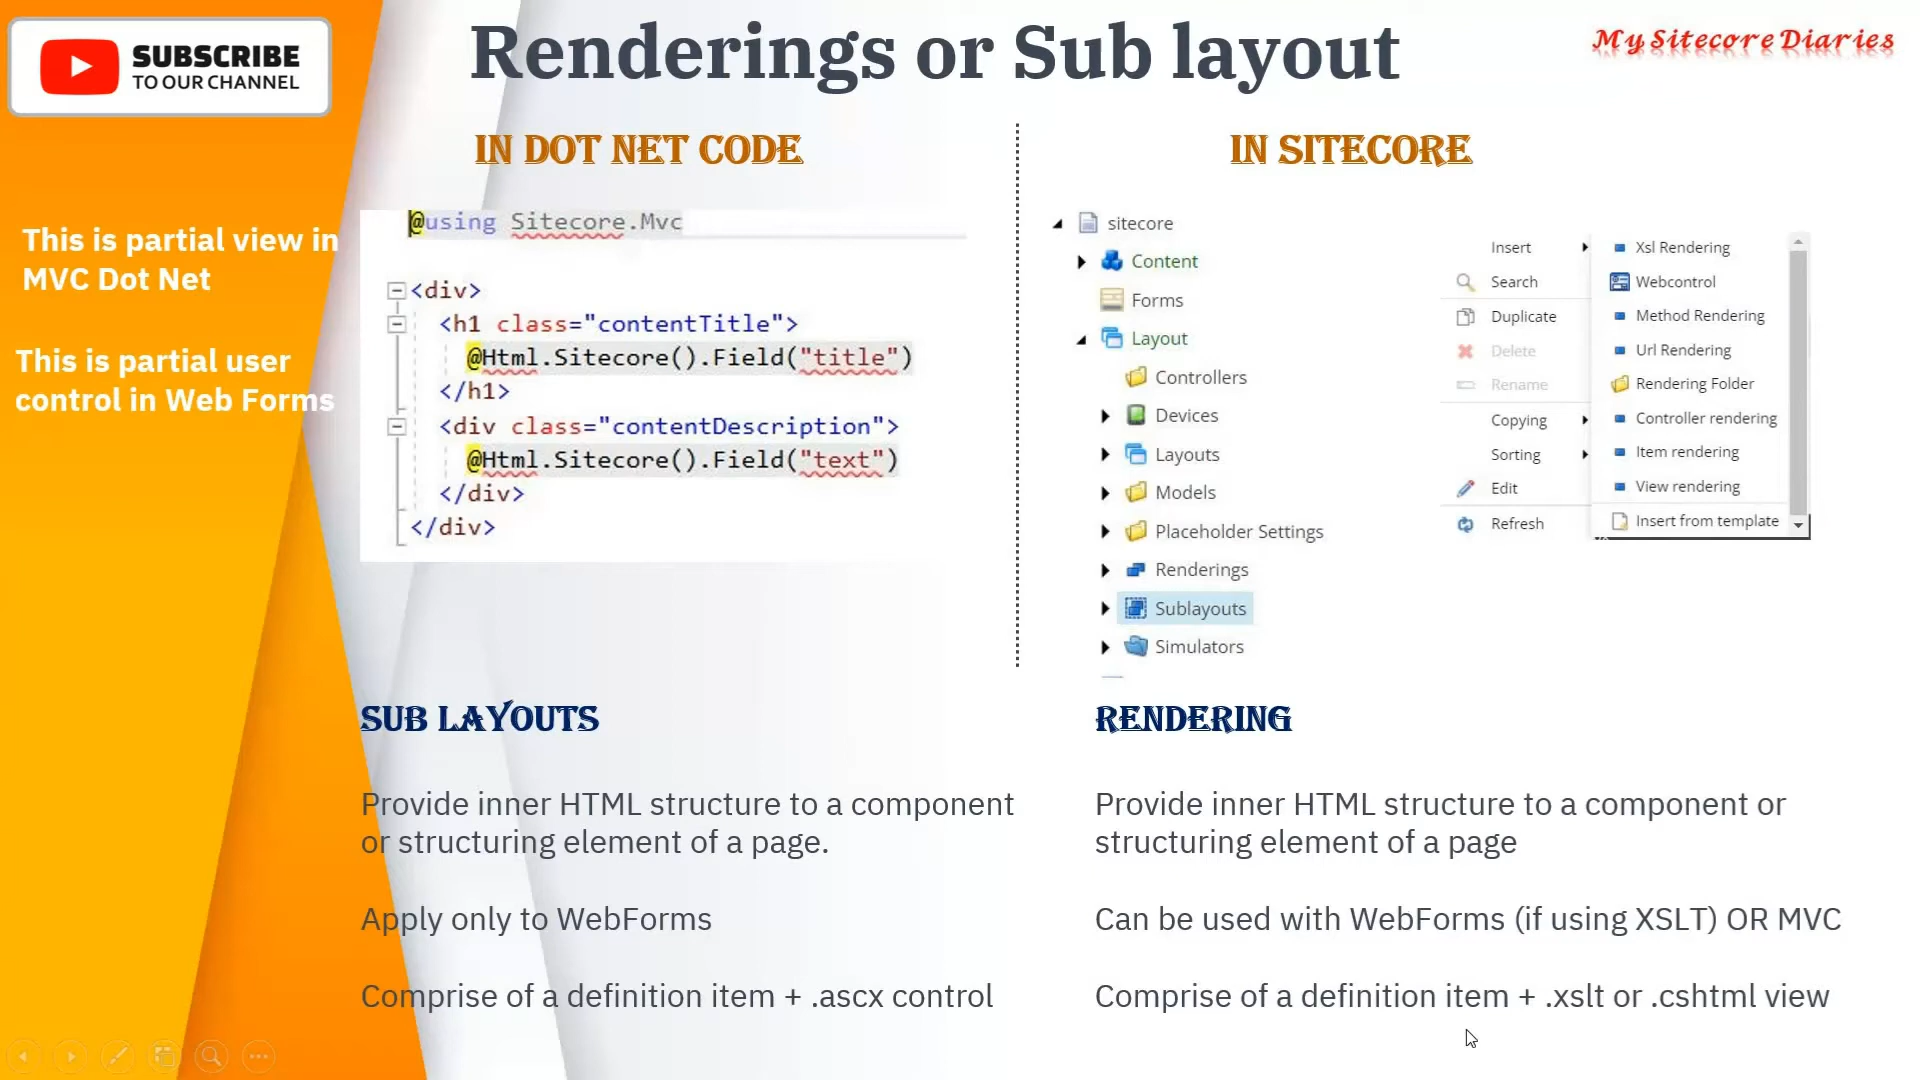 SUBSCRIBE
TO OUR CHANNEL
Renderings or Sub layout
My Sitecore Diaries
IN DOT NET CODE
IN SITECORE
This is partial view in
MVC Dot Net
This is partial user
control in Web Forms
@using Sitecore.Mvc
<div>
<h1 class="contentTitle">
@Html.Sitecore().Field("title")
</h1>
<div class="contentDescription">
@Html.Sitecore().Field("text")
</div>
</div>
sitecore
Content
Forms
Layout
Controllers
Devices
Layouts
Models
Placeholder Settings
Renderings
Sublayouts
Simulators
Insert
Search
Duplicate
Delete
Rename
Copying
Sorting
Edit
Refresh
Xsl Rendering
Webcontrol
Method Rendering
Url Rendering
Rendering Folder
Controller rendering
Item rendering
View rendering
Insert from template
SUB LAYOUTS
Provide inner HTML structure to a component
or structuring element of a page.
Apply only to WebForms
Comprise of a definition item + .ascx control
RENDERING
Provide inner HTML structure to a component or
structuring element of a page
Can be used with WebForms (if using XSLT) OR MVC
Comprise of a definition item + .xslt or .cshtml view